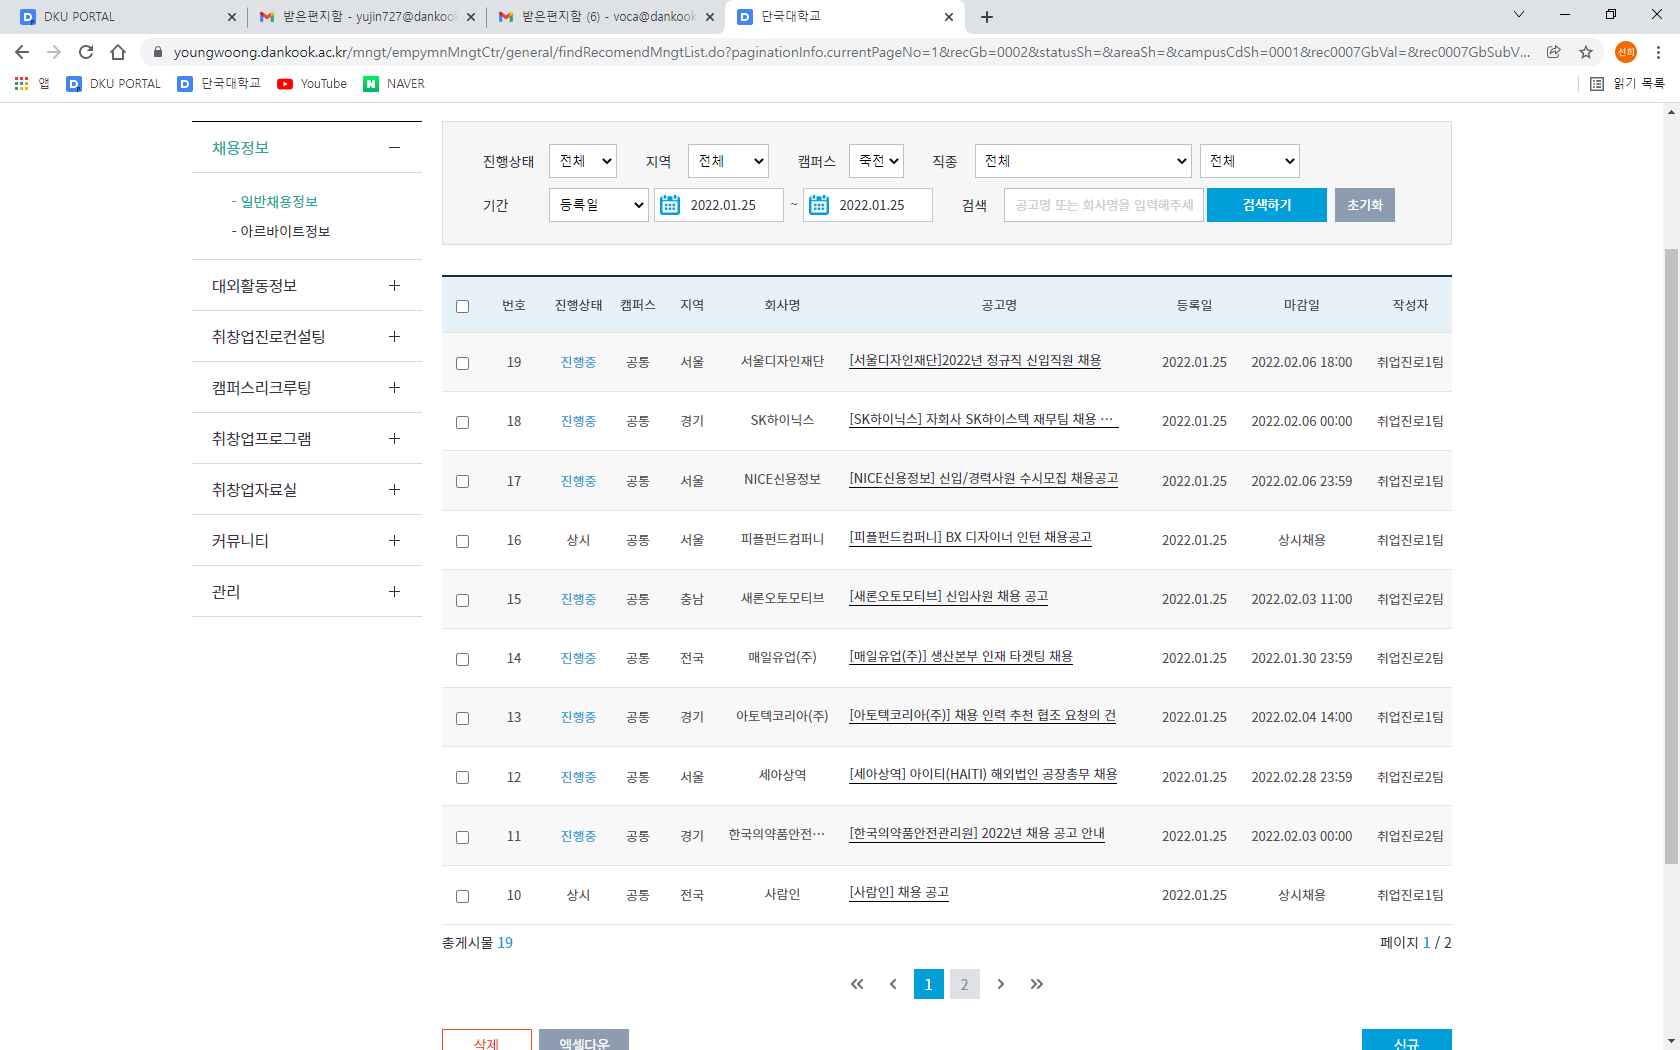 DKU PORTAL
받은편지함 - yujin727@dankook
받은편지함 (6) - voca@dankook
단국대학교
youngwoong.dankook.ac.kr/mngt/empymnMngtCtr/general/findRecomendMngtList.do?paginationInfo.currentPageNo=1&recGb=0002&statusSh=&areaSh=&campusCdSh=0001&rec0007GbVal=&rec0007GbSubV...
선희
앱 DKU PORTAL 단국대학교 YouTube NAVER 읽기 목록
채용정보
- 일반채용정보
- 아르바이트정보
대외활동정보
취창업진로컨설팅
캠퍼스리크루팅
취창업프로그램
취창업자료실
커뮤니티
관리
진행상태 전체 지역 전체 캠퍼스 죽전 직종 전체 전체
기간 등록일 2022.01.25 ~ 2022.01.25 검색 공고명 또는 회사명을 입력해주세 검색하기 초기화
번호 진행상태 캠퍼스 지역 회사명 공고명 등록일 마감일 작성자
19 진행중 공통 서울 서울디자인재단 [서울디자인재단]2022년 정규직 신입직원 채용 2022.01.25 2022.02.06 18:00 취업진로1팀
18 진행중 공통 경기 SK하이닉스 [SK하이닉스] 자회사 SK하이스텍 재무팀 채용 … 2022.01.25 2022.02.06 00:00 취업진로1팀
17 진행중 공통 서울 NICE신용정보 [NICE신용정보] 신입/경력사원 수시모집 채용공고 2022.01.25 2022.02.06 23:59 취업진로1팀
16 상시 공통 서울 피플펀드컴퍼니 [피플펀드컴퍼니] BX 디자이너 인턴 채용공고 2022.01.25 상시채용 취업진로1팀
15 진행중 공통 충남 새론오토모티브 [새론오토모티브] 신입사원 채용 공고 2022.01.25 2022.02.03 11:00 취업진로2팀
14 진행중 공통 전국 매일유업(주) [매일유업(주)] 생산본부 인재 타겟팅 채용 2022.01.25 2022.01.30 23:59 취업진로2팀
13 진행중 공통 경기 아토텍코리아(주) [아토텍코리아(주)] 채용 인력 추천 협조 요청의 건 2022.01.25 2022.02.04 14:00 취업진로1팀
12 진행중 공통 서울 세아상역 [세아상역] 아이티(HAITI) 해외법인 공장총무 채용 2022.01.25 2022.02.28 23:59 취업진로2팀
11 진행중 공통 경기 한국의약품안전… [한국의약품안전관리원] 2022년 채용 공고 안내 2022.01.25 2022.02.03 00:00 취업진로2팀
10 상시 공통 전국 사람인 [사람인] 채용 공고 2022.01.25 상시채용 취업진로1팀
총게시물 19 페이지 1 / 2
1 2
삭제 엑셀다운 신규